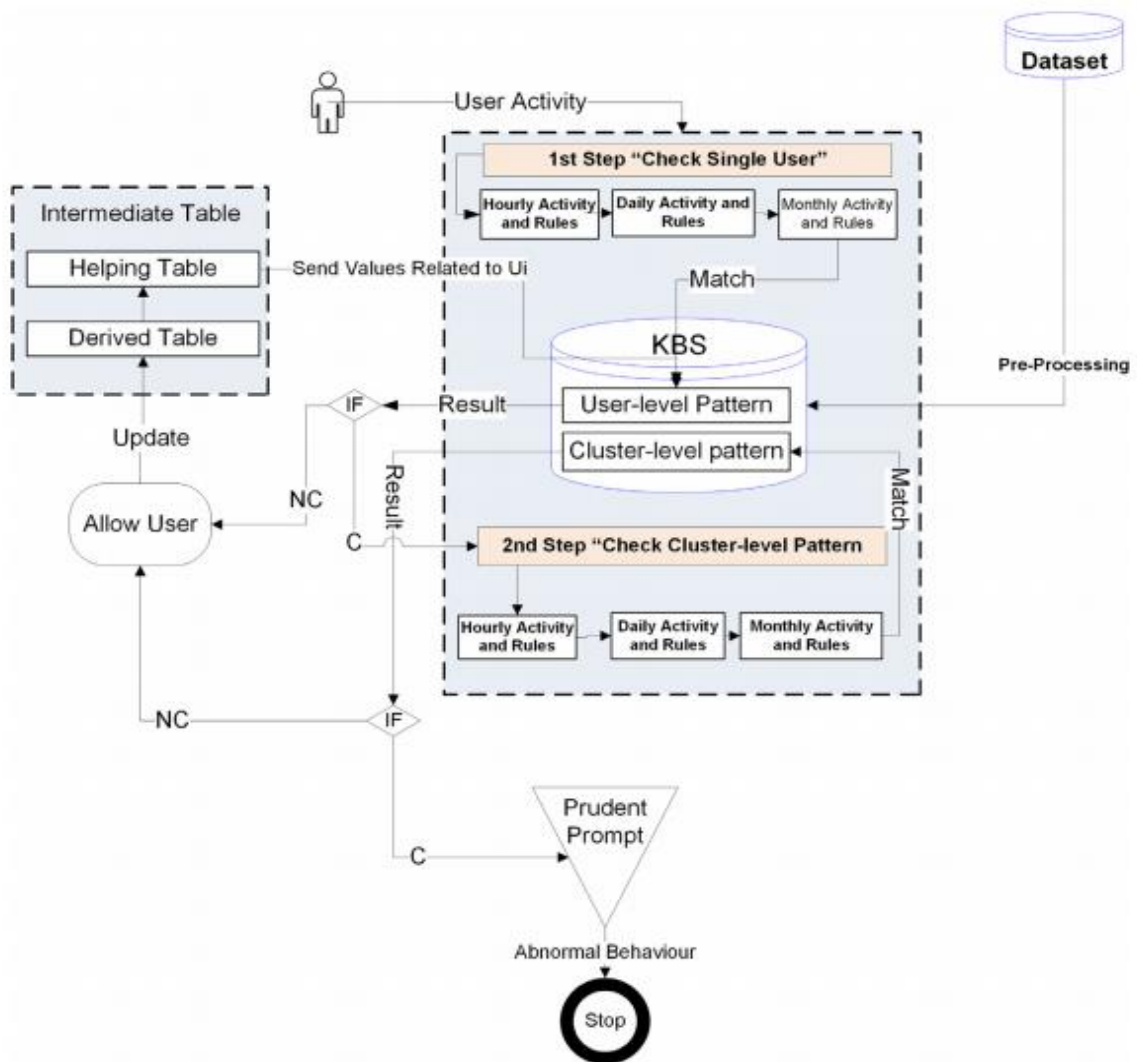 Dataset
User Activity
1st Step “Check Single User”
Hourly Activity
and Rules
Daily Activity and
Rules
Monthly Activity
and Rules
Intermediate Table
Helping Table
Derived Table
Send Values Related to Ui
Match
KBS
User-level Pattern
Cluster-level pattern
Pre-Processing
IF
Result
Update
Result
NC
Allow User
C
Match
2nd Step “Check Cluster-level Pattern
Hourly Activity
and Rules
Daily Activity
and Rules
Monthly Activity
and Rules
NC
IF
Prudent
Prompt
C
Abnormal Behaviour
Stop